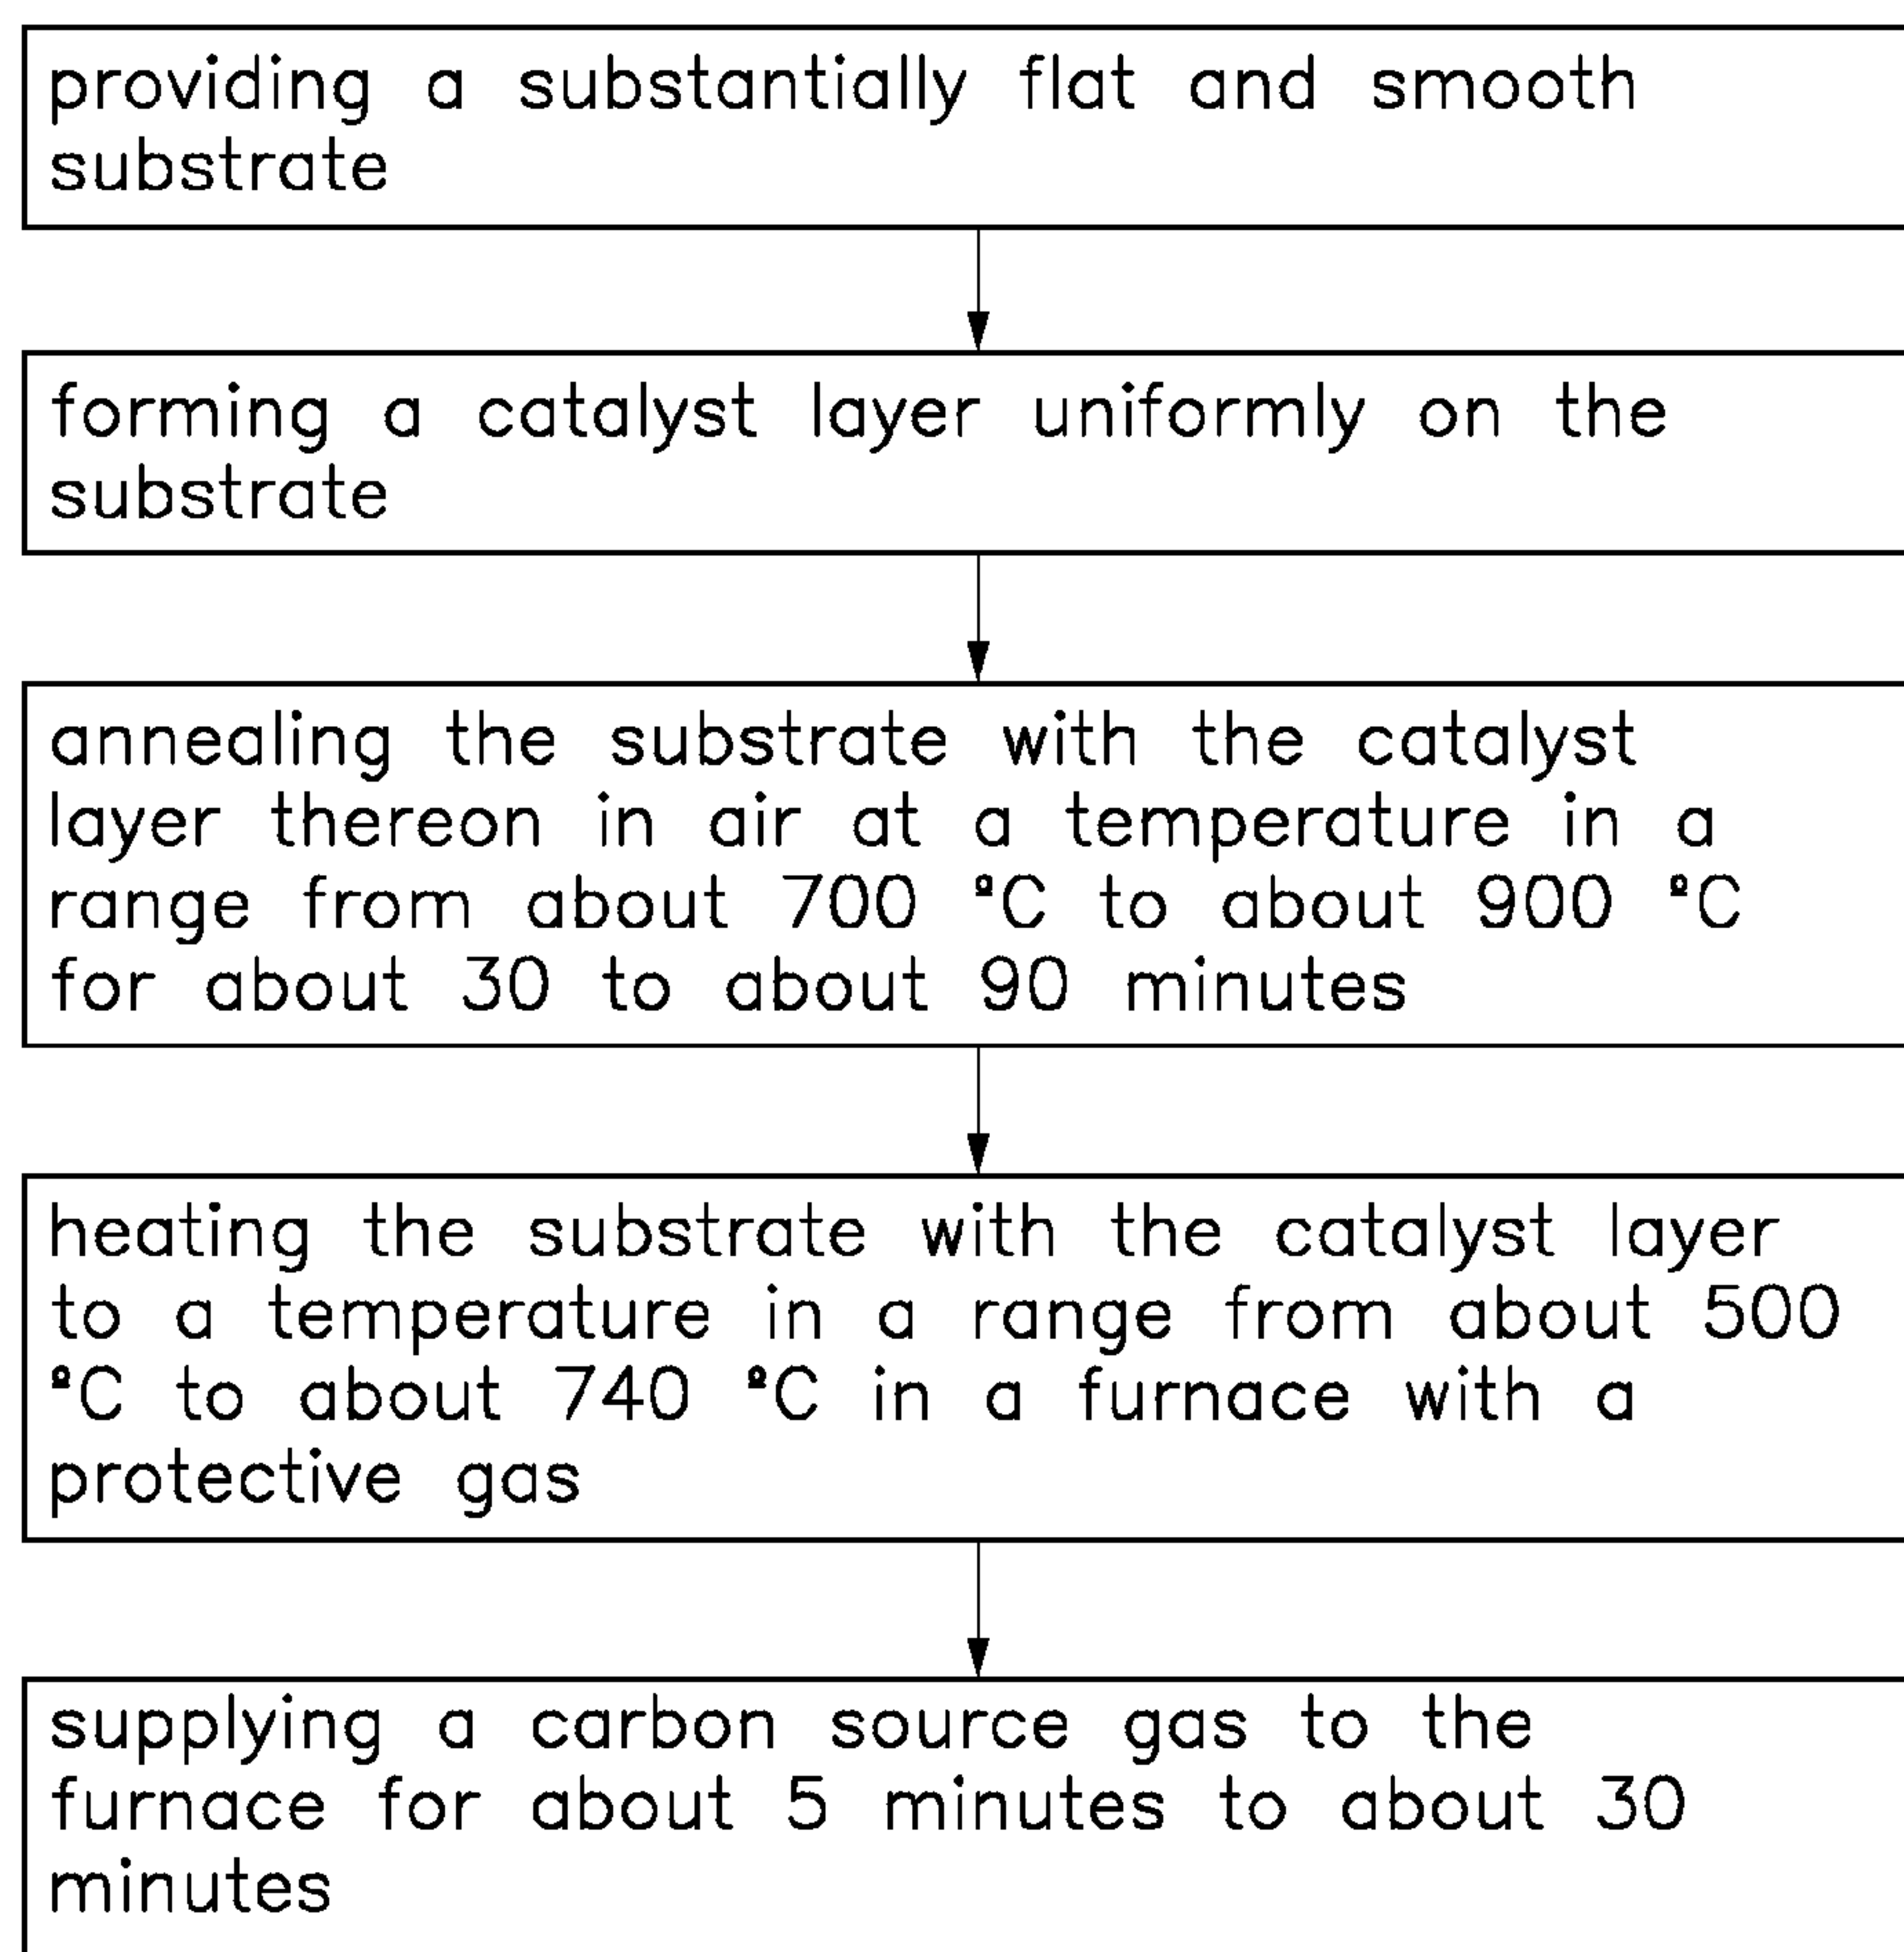 providing a substantially flat and smooth
substrate
forming a catalyst layer uniformly on the
substrate
annealing the substrate with the catalyst
layer thereon in air at a temperature in a
range from about 700 °C to about 900 °C
for about 30 to about 90 minutes
heating the substrate with the catalyst layer
to a temperature in a range from about 500
°C to about 740 °C in a furnace with a
protective gas
supplying a carbon source gas to the
furnace for about 5 minutes to about 30
minutes